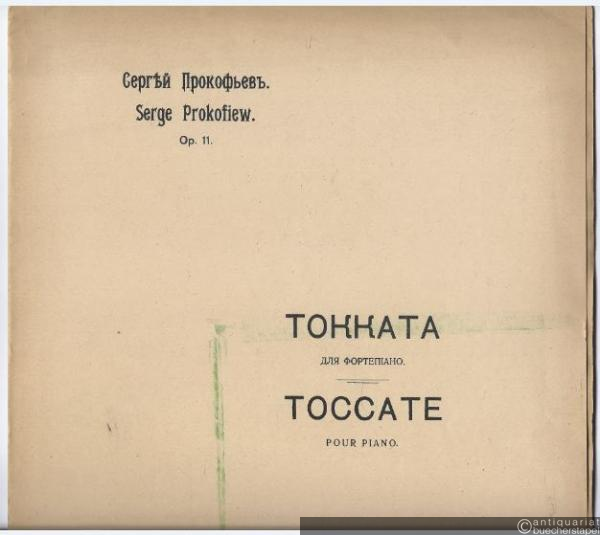 Сергѣй Прокофьевъ.
Serge Prokofiew.
Op. 11.
ТОККАТА
ДЛЯ ФОРТЕПІАНО.
TOCCATE
POUR PIANO.
©antiquariat
buecherstapel